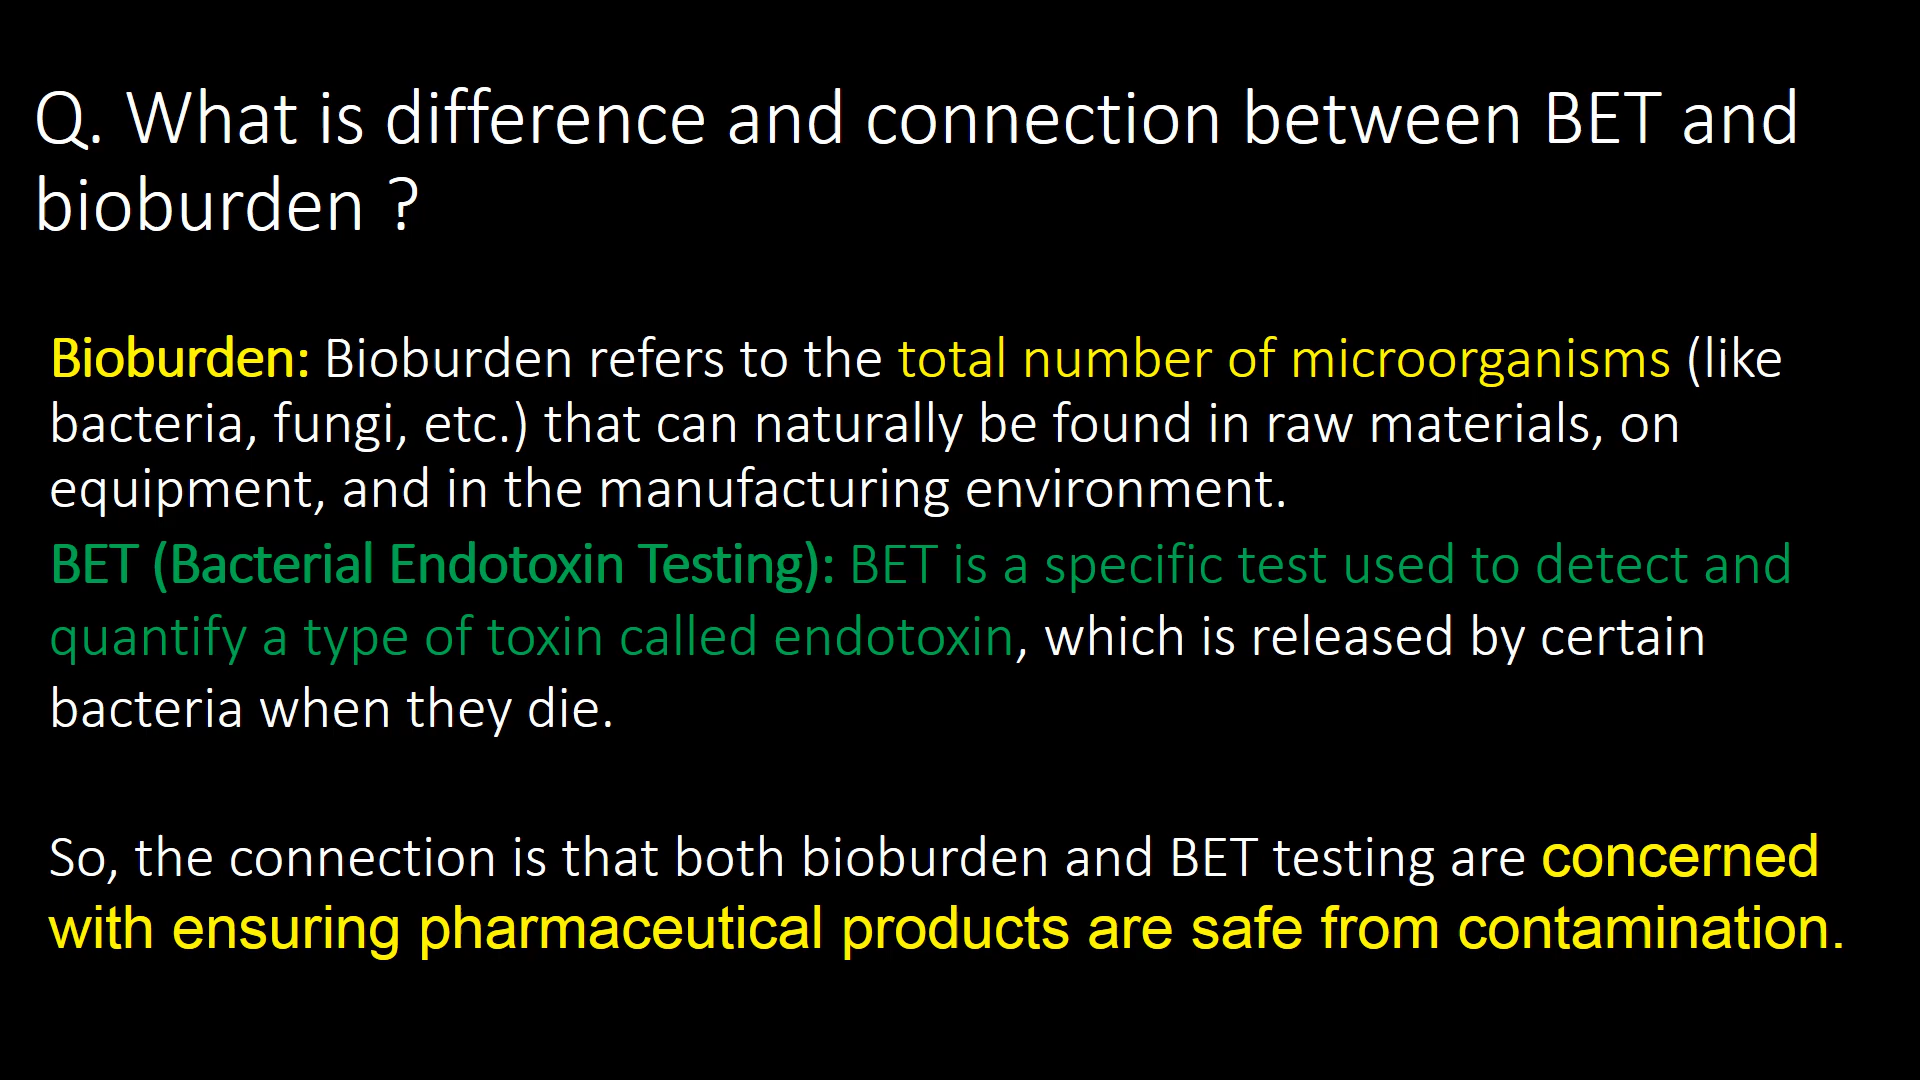 Q. What is difference and connection between BET and
bioburden ?
Bioburden: Bioburden refers to the total number of microorganisms (like
bacteria, fungi, etc.) that can naturally be found in raw materials, on
equipment, and in the manufacturing environment.
BET (Bacterial Endotoxin Testing): BET is a specific test used to detect and
quantify a type of toxin called endotoxin, which is released by certain
bacteria when they die.
So, the connection is that both bioburden and BET testing are concerned
with ensuring pharmaceutical products are safe from contamination.